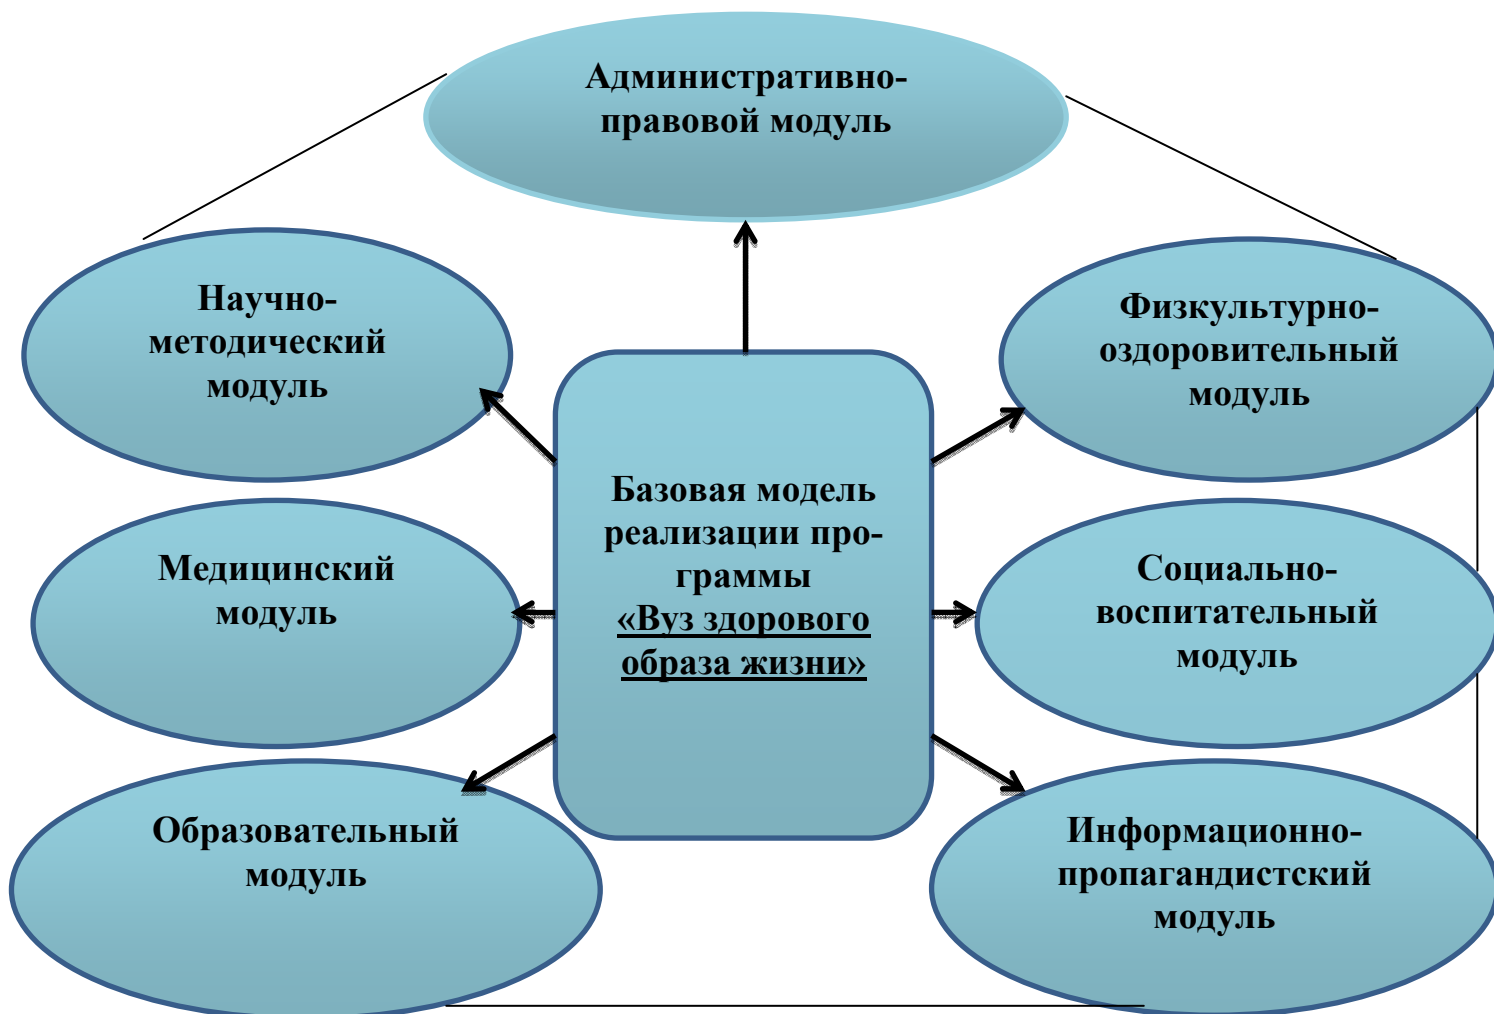 Административно-
правовой модуль
Научно-
методический
модуль
Физкультурно-
оздоровительный
модуль
Базовая модель
реализации про-
граммы
«Вуз здорового
образа жизни»
Медицинский
модуль
Социально-
воспитательный
модуль
Образовательный
модуль
Информационно-
пропагандистский
модуль